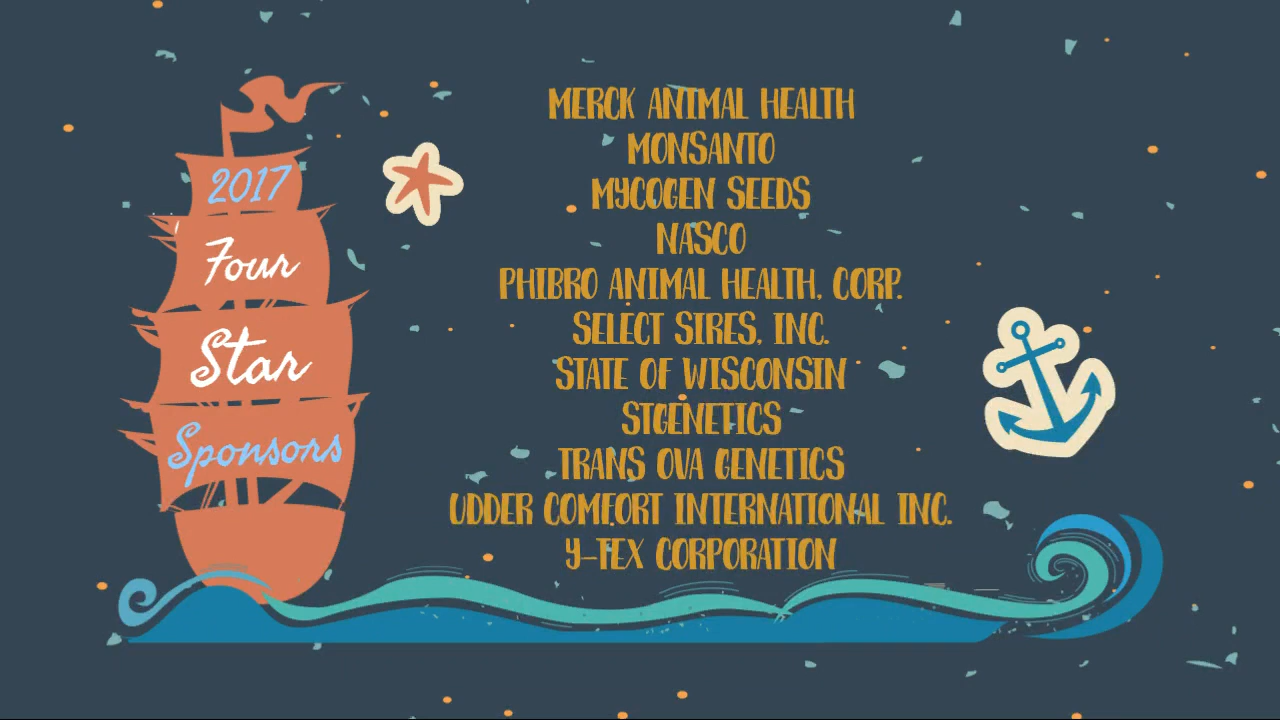 2017
Four
Star
Sponsors
MERCK ANIMAL HEALTH
MONSANTO
MYCOGEN SEEDS
NASCO
PHIBRO ANIMAL HEALTH, CORP.
SELECT SIRES, INC.
STATE OF WISCONSIN
STGENETICS
TRANS OVA GENETICS
UDDER COMFORT INTERNATIONAL INC.
Y-TEX CORPORATION